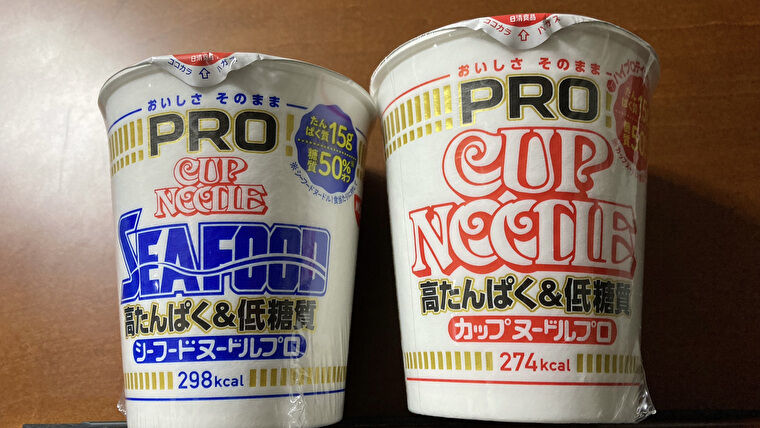 日清食品
ココカラ
おいしさ そのまま
PRO!
たんぱく質15g
糖質50%オフ
CUP
NOODLE
SEAFOOD
高たんぱく&低糖質
シーフードヌードルプロ
298kcal
日清食品
ココカラ
おいしさ そのまま
PRO!
CUP
NOODLE
高たんぱく&低糖質
カップヌードルプロ
274kcal